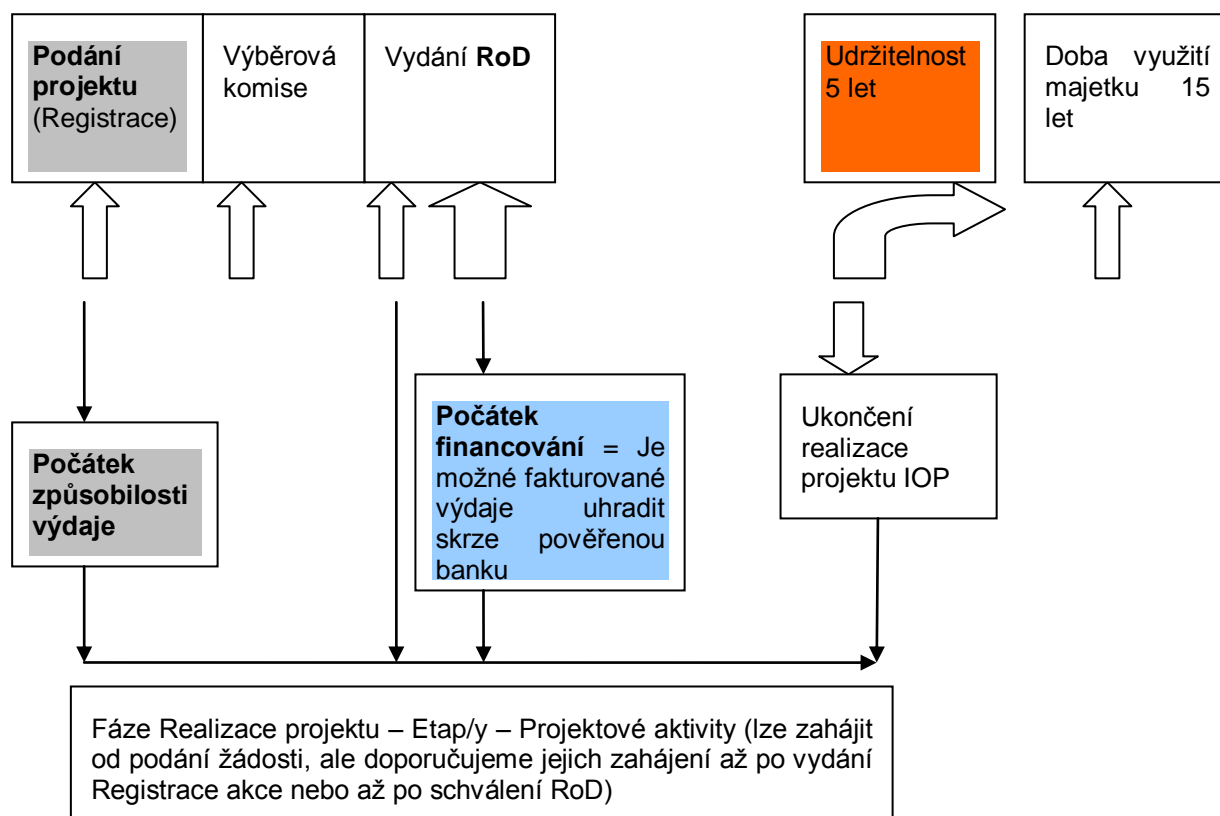 Podání
projektu
(Registrace)
Výběrová
komise
Vydání RoD
Udržitelnost
5 let
Doba využití
majetku 15
let
Počátek
způsobilosti
výdaje
Počátek
financování = Je
možné fakturované
výdaje uhradit
skrze pověřenou
banku
Ukončení
realizace
projektu IOP
Fáze Realizace projektu – Etap/y – Projektové aktivity (lze zahájit
od podání žádosti, ale doporučujeme jejich zahájení až po vydání
Registrace akce nebo až po schválení RoD)